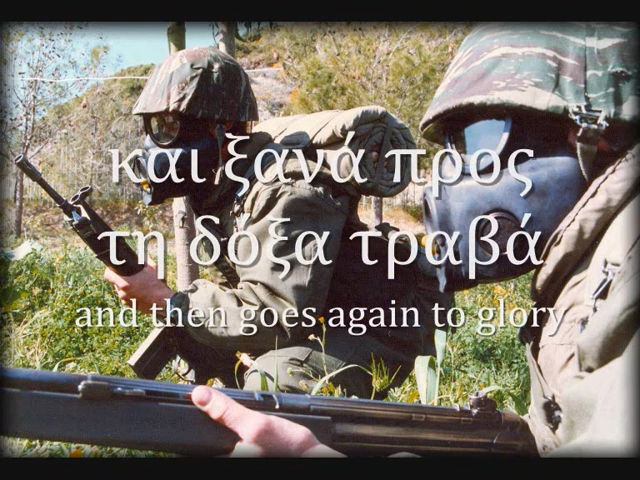 και ξανά προς
τη δόξα τραβά
and then goes again to glory